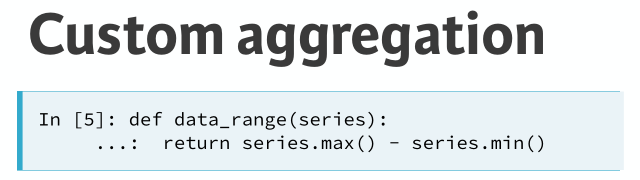 Custom aggregation
In [5]: def data_range(series):
...: return series.max() - series.min()